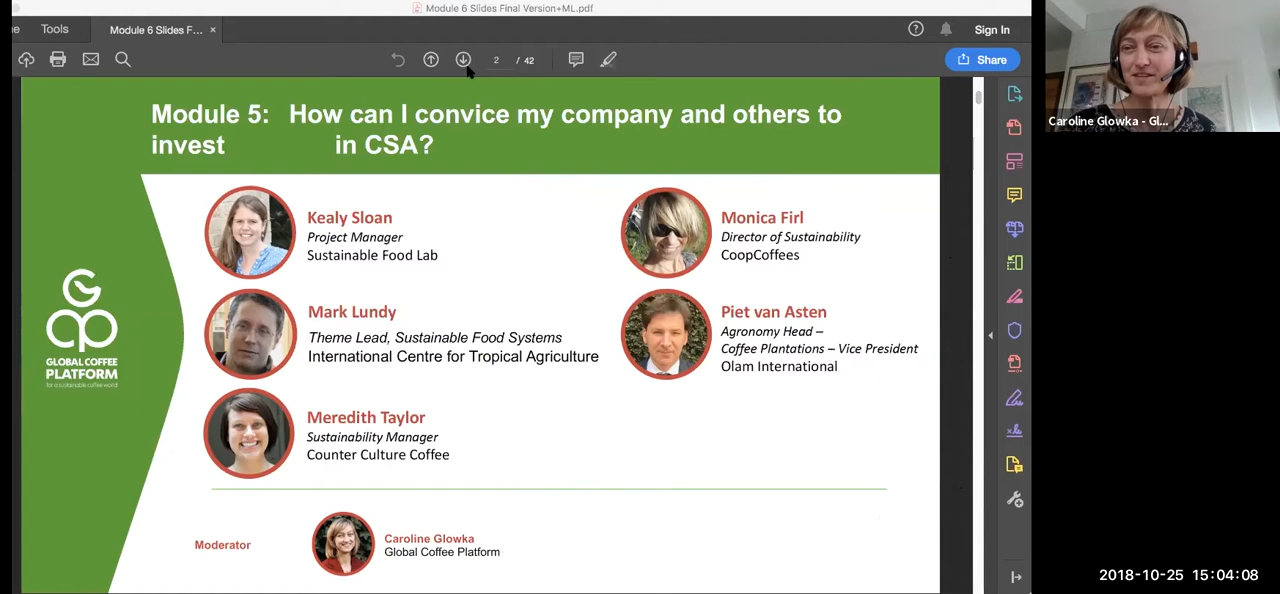 Module 6 Slides Final Version+ML.pdf
e Tools Module 6 Slides F... × Sign In
2 / 42 Share
Module 5: How can I convice my company and others to
invest in CSA?
Kealy Sloan
Project Manager
Sustainable Food Lab
Monica Firl
Director of Sustainability
CoopCoffees
Mark Lundy
Theme Lead, Sustainable Food Systems
International Centre for Tropical Agriculture
Piet van Asten
Agronomy Head –
Coffee Plantations – Vice President
Olam International
Meredith Taylor
Sustainability Manager
Counter Culture Coffee
Moderator
Caroline Glowka
Global Coffee Platform
GLOBAL COFFEE
PLATFORM
for a sustainable coffee world
Caroline Glowka - Gl...
2018-10-25 15:04:08